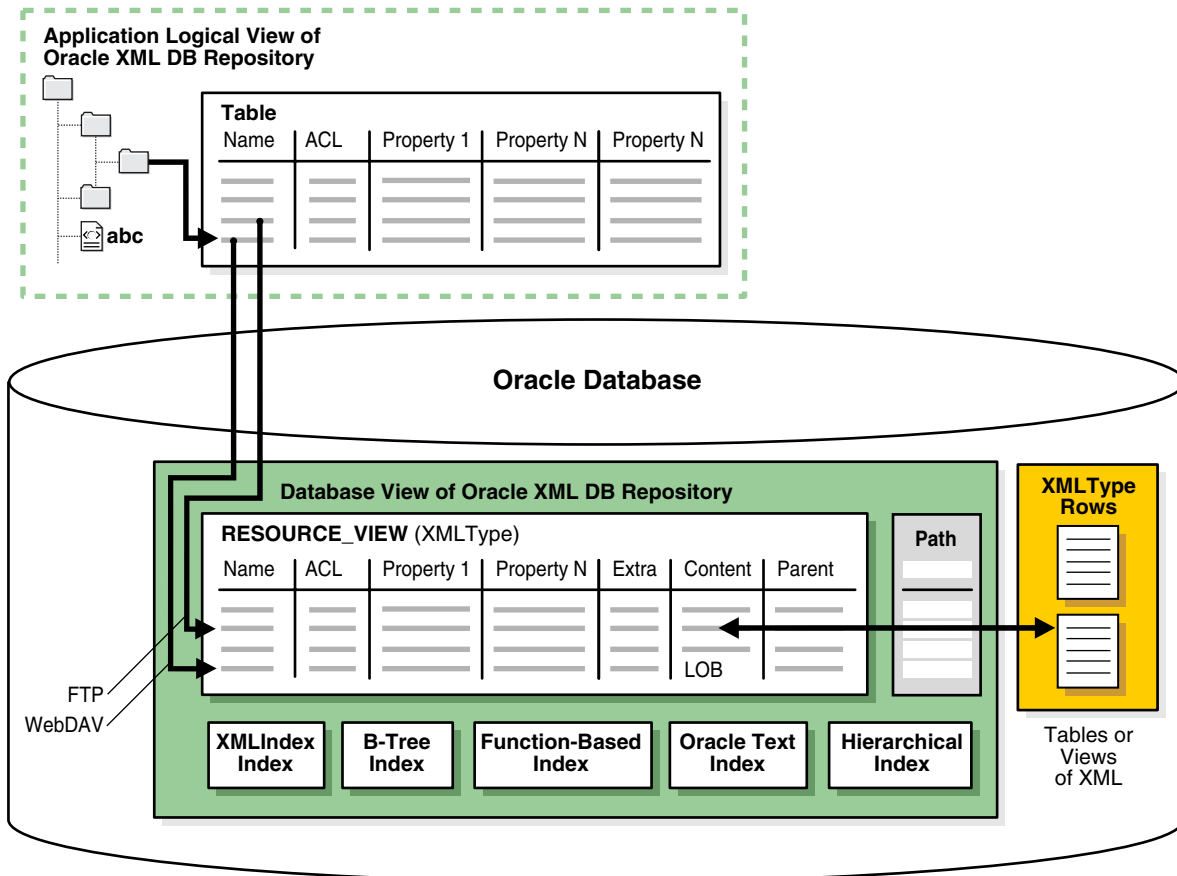 Application Logical View of
Oracle XML DB Repository
Table
Name ACL Property 1 Property N Property N
abc
Oracle Database
Database View of Oracle XML DB Repository
RESOURCE_VIEW (XMLType)
Name ACL Property 1 Property N Extra Content Parent
LOB
Path
XMLType
Rows
FTP
WebDAV
XMLIndex
Index
B-Tree
Index
Function-Based
Index
Oracle Text
Index
Hierarchical
Index
Tables or
Views
of XML